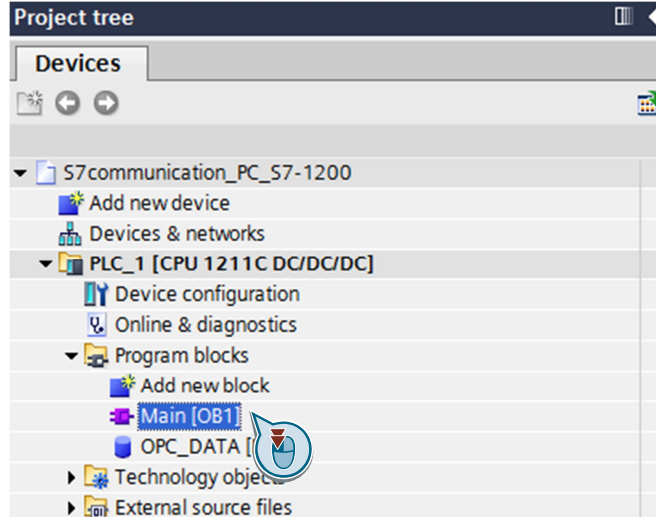 Project tree
Devices
S7communication_PC_S7-1200
Add new device
Devices & networks
PLC_1 [CPU 1211C DC/DC/DC]
Device configuration
Online & diagnostics
Program blocks
Add new block
Main [OB1]
OPC_DATA [
Technology objects
External source files